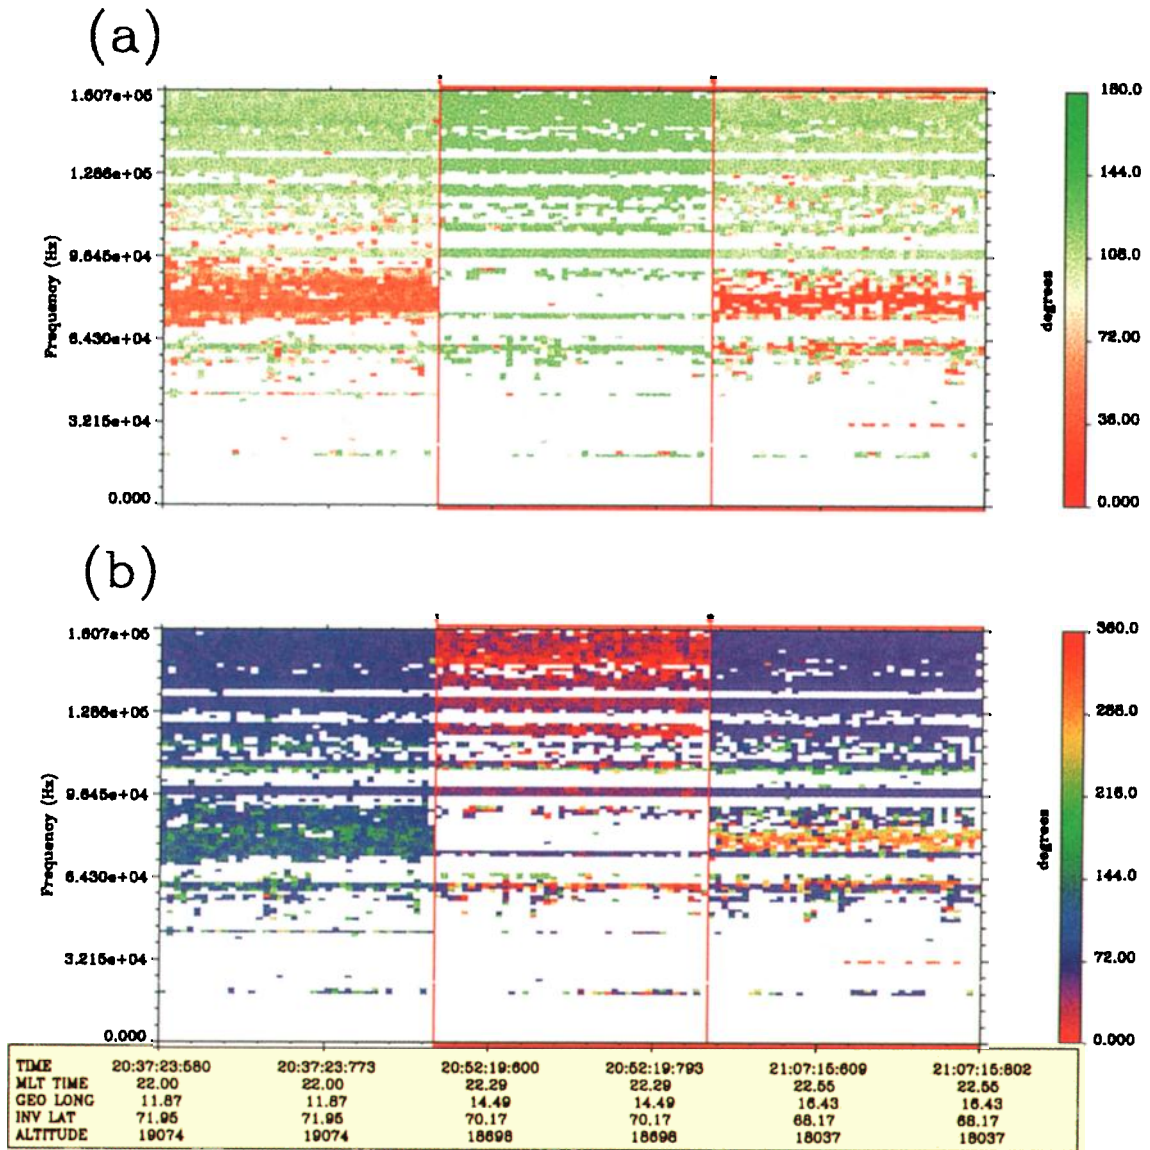 (a)
1.607e+05
1.286e+05
9.645e+04
6.430e+04
3.215e+04
0.000
Frequency (Hz)
180.0
144.0
108.0
72.00
36.00
0.000
degrees
(b)
1.607e+05
1.286e+05
9.645e+04
6.430e+04
3.215e+04
0.000
Frequency (Hz)
360.0
288.0
216.0
144.0
72.00
0.000
degrees
TIME 20:37:23:580 20:37:23:773 20:52:19:600 20:52:19:793 21:07:15:609 21:07:15:802
MLT TIME 22.00 22.00 22.29 22.29 22.55 22.55
GEO LONG 11.87 11.87 14.49 14.49 16.43 16.43
INV LAT 71.95 71.95 70.17 70.17 68.17 68.17
ALTITUDE 19074 19074 18698 18698 18037 18037